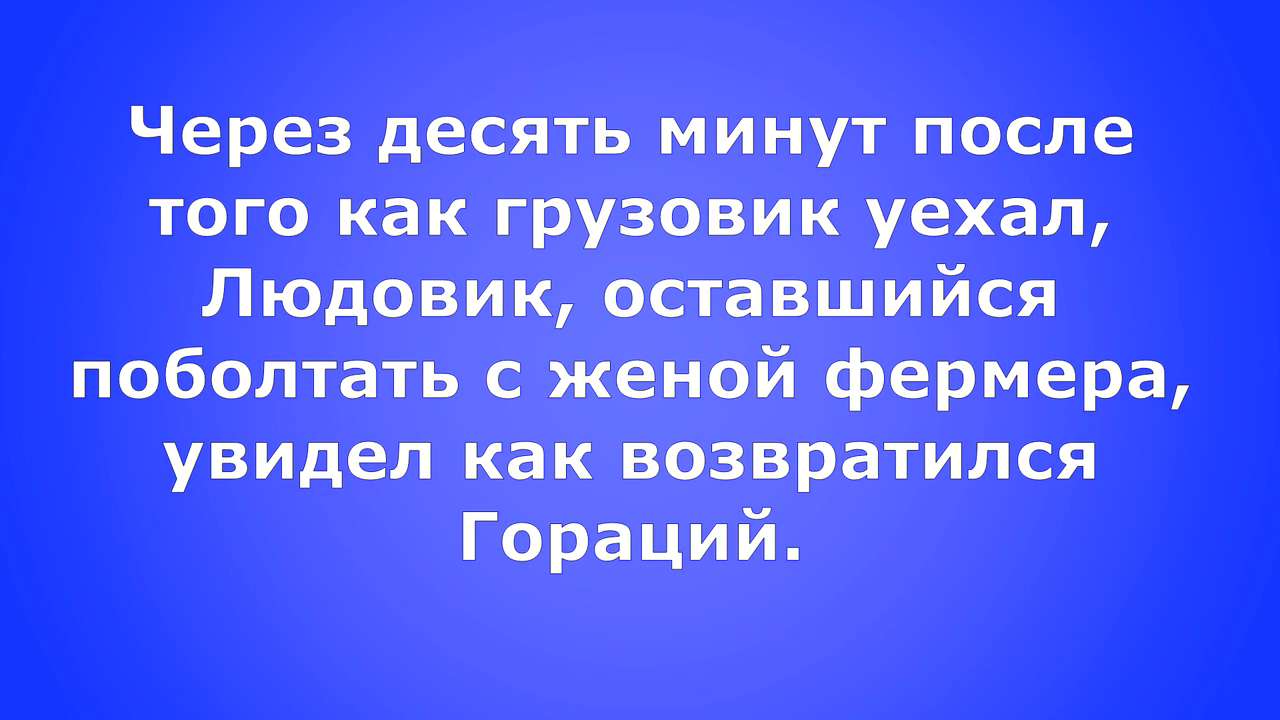 Через десять минут после
того как грузовик уехал,
Людовик, оставшийся
поболтать с женой фермера,
увидел как возвратился
Гораций.